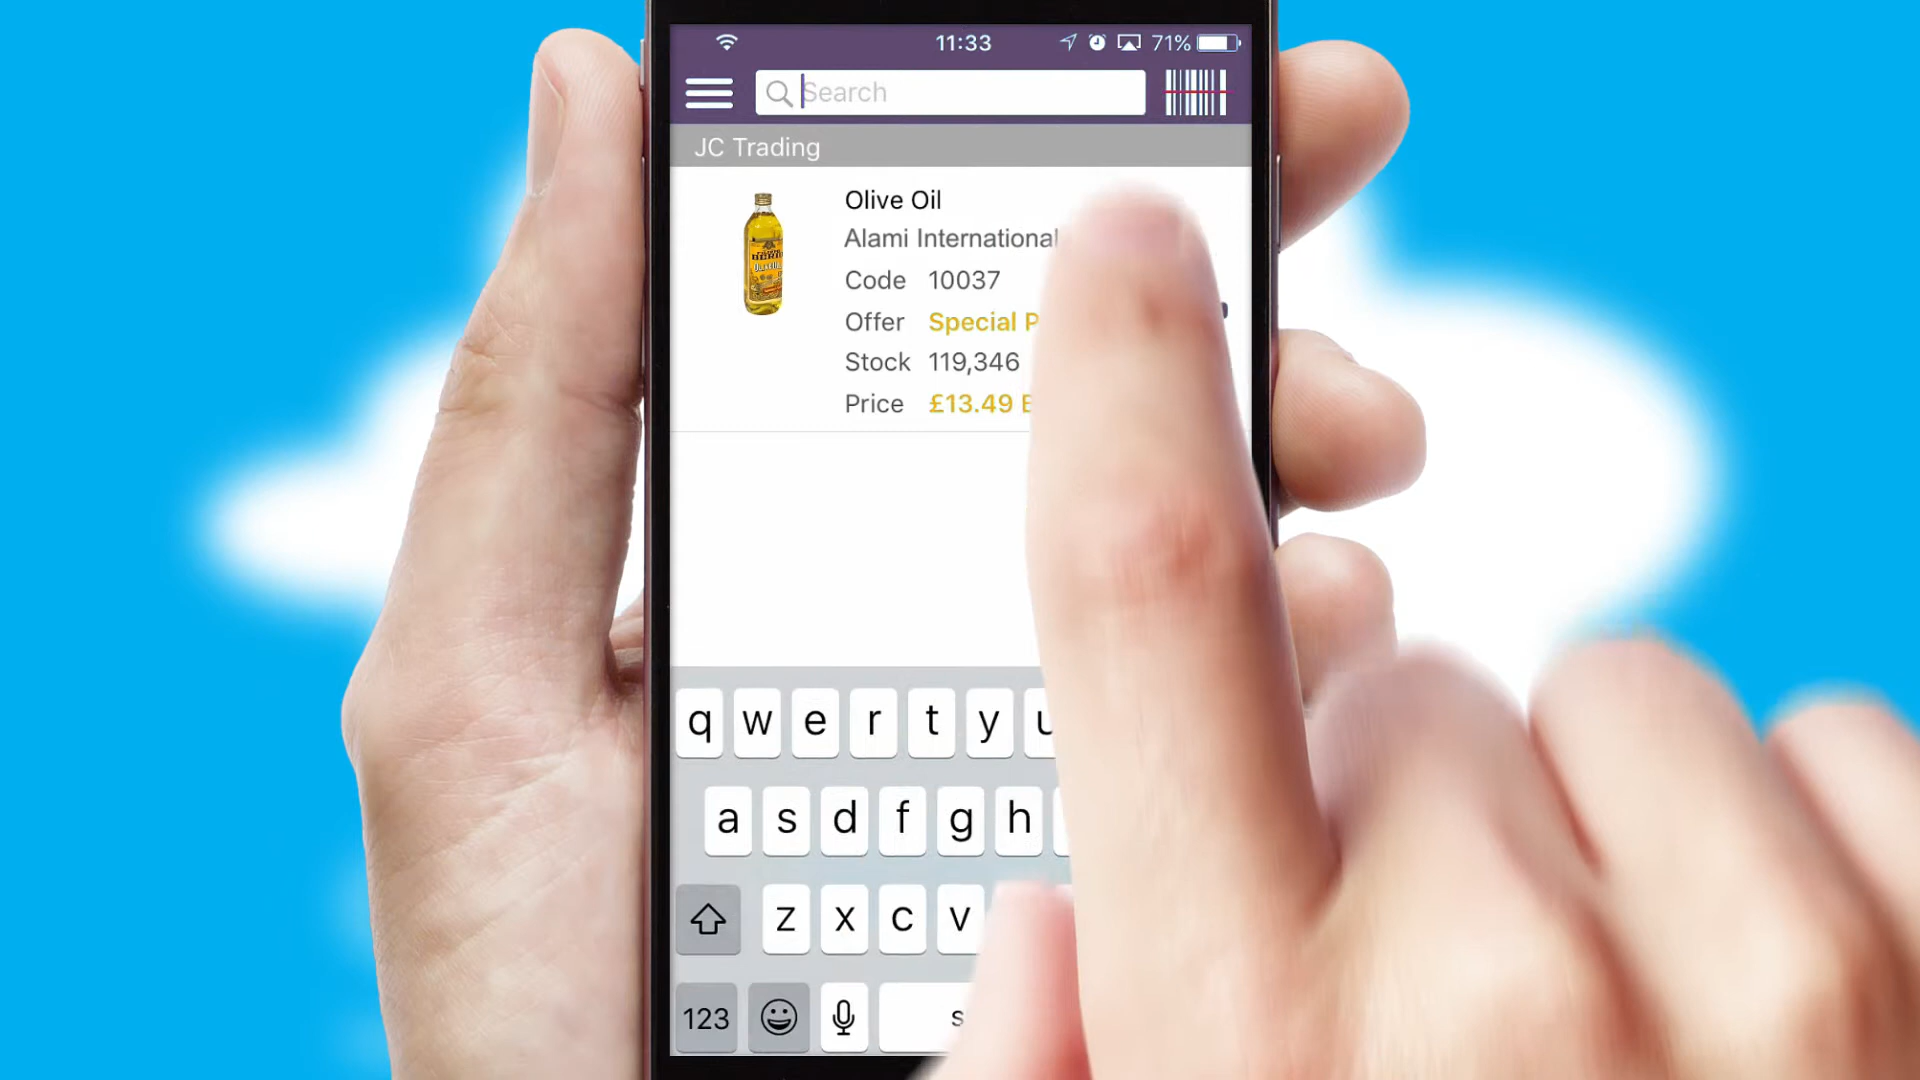 11:33
71%
Search
JC Trading
Olive Oil
Alami International
Code 10037
Offer Special
Stock 119,346
Price £13.49
q w e r t y u
a s d f g h
z x c v
123